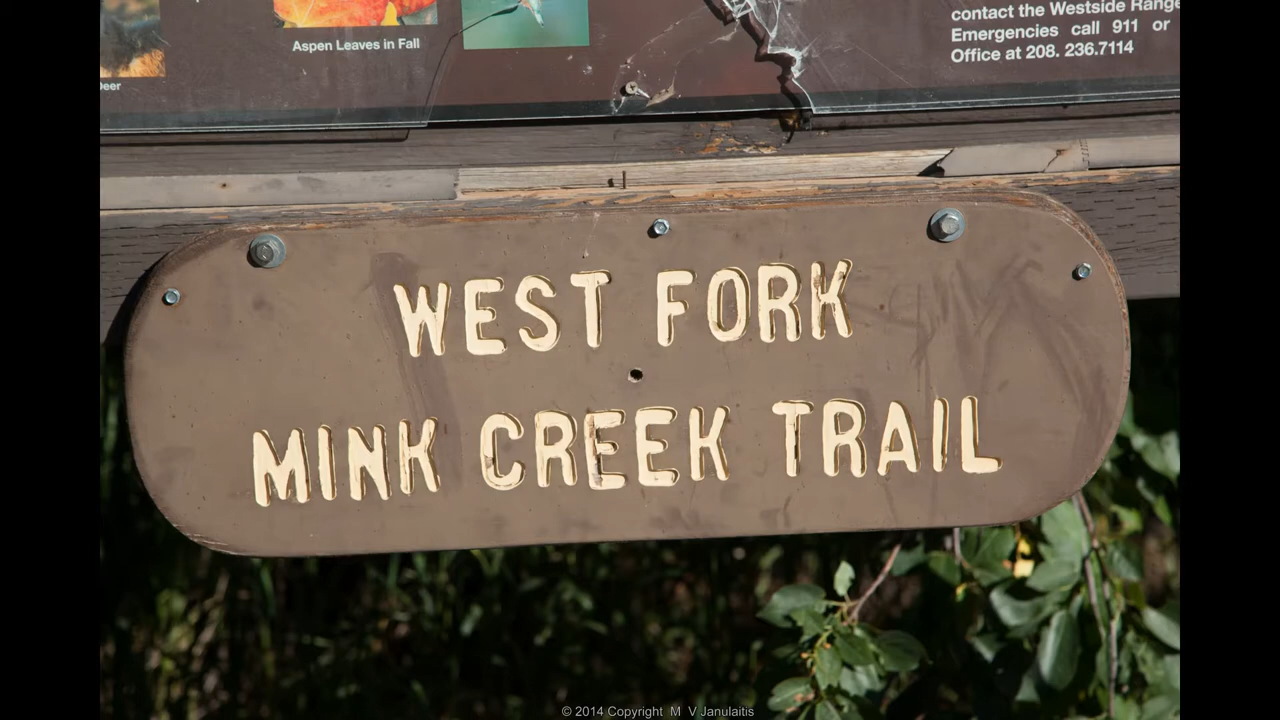 Deer
Aspen Leaves in Fall
contact the Westside Range
Emergencies call 911 or
Office at 208. 236.7114
WEST FORK
MINK CREEK TRAIL
© 2014 Copyright M V Janulaitis